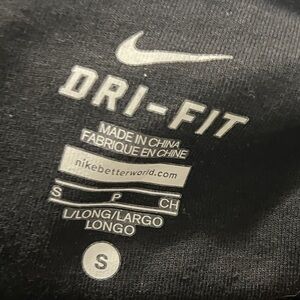 DRI-FIT
MADE IN CHINA
FABRIQUE EN CHINE
nikebetterworld.com
S P CH
L/LONG/LARGO
LONGO
S